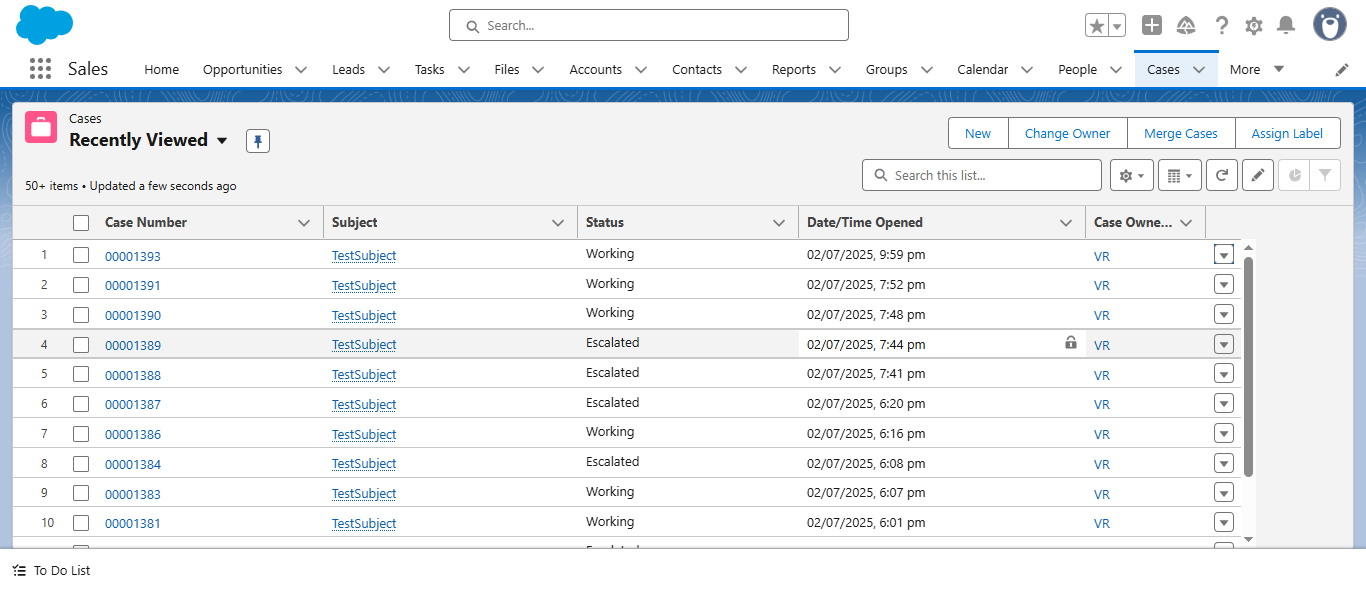 Search...
Sales Home Opportunities Leads Tasks Files Accounts Contacts Reports Groups Calendar People Cases More
Cases
Recently Viewed
New Change Owner Merge Cases Assign Label
50+ items • Updated a few seconds ago
Search this list...
Case Number Subject Status Date/Time Opened Case Owne...
1 00001393 TestSubject Working 02/07/2025, 9:59 pm VR
2 00001391 TestSubject Working 02/07/2025, 7:52 pm VR
3 00001390 TestSubject Working 02/07/2025, 7:48 pm VR
4 00001389 TestSubject Escalated 02/07/2025, 7:44 pm VR
5 00001388 TestSubject Escalated 02/07/2025, 7:41 pm VR
6 00001387 TestSubject Escalated 02/07/2025, 6:20 pm VR
7 00001386 TestSubject Working 02/07/2025, 6:16 pm VR
8 00001384 TestSubject Escalated 02/07/2025, 6:08 pm VR
9 00001383 TestSubject Working 02/07/2025, 6:07 pm VR
10 00001381 TestSubject Working 02/07/2025, 6:01 pm VR
To Do List